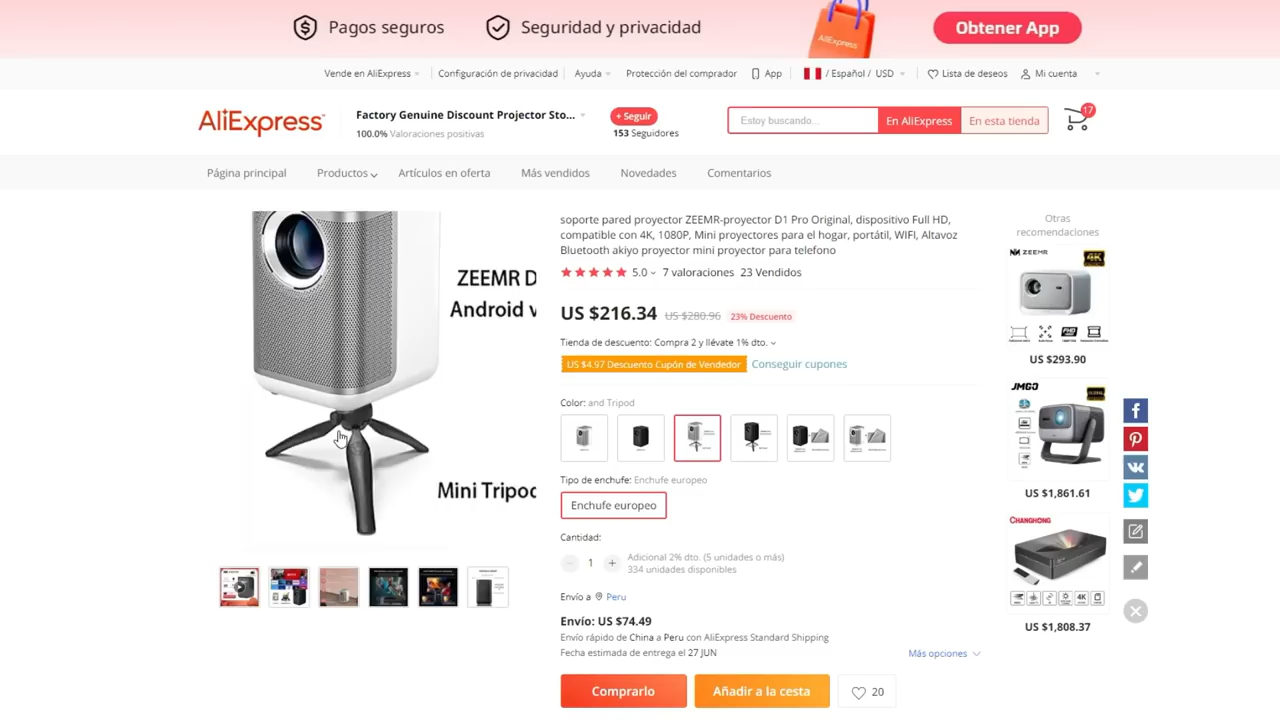 Pagos seguros
Seguridad y privacidad
AliExpress
Obtener App
Vende en AliExpress
Configuración de privacidad
Ayuda
Protección del comprador
App
/ Español / USD
Lista de deseos
Mi cuenta
AliExpress
Factory Genuine Discount Projector Sto...
100.0% Valoraciones positivas
+ Seguir
153 Seguidores
Estoy buscando...
En AliExpress
En esta tienda
17
Página principal
Productos
Artículos en oferta
Más vendidos
Novedades
Comentarios
ZEEMR D
Android v
Mini Tripod
soporte pared proyector ZEEMR-proyector D1 Pro Original, dispositivo Full HD,
compatible con 4K, 1080P, Mini proyectores para el hogar, portátil, WIFI, Altavoz
Bluetooth akiyo proyector mini proyector para telefono
5.0
7 valoraciones
23 Vendidos
US $216.34
US $280.96
23% Descuento
Tienda de descuento: Compra 2 y llévate 1% dto.
US $4.97 Descuento Cupón de Vendedor
Conseguir cupones
Color: and Tripod
Tipo de enchufe: Enchufe europeo
Enchufe europeo
Cantidad:
1
Adicional 2% dto. (5 unidades o más)
334 unidades disponibles
Envío a Peru
Envío: US $74.49
Envío rápido de China a Peru con AliExpress Standard Shipping
Fecha estimada de entrega el 27 JUN
Más opciones
Comprarlo
Añadir a la cesta
20
Otras
recomendaciones
ZEEMR
4K
US $293.90
JMGO
US $1,861.61
CHANGHONG
4K
US $1,808.37